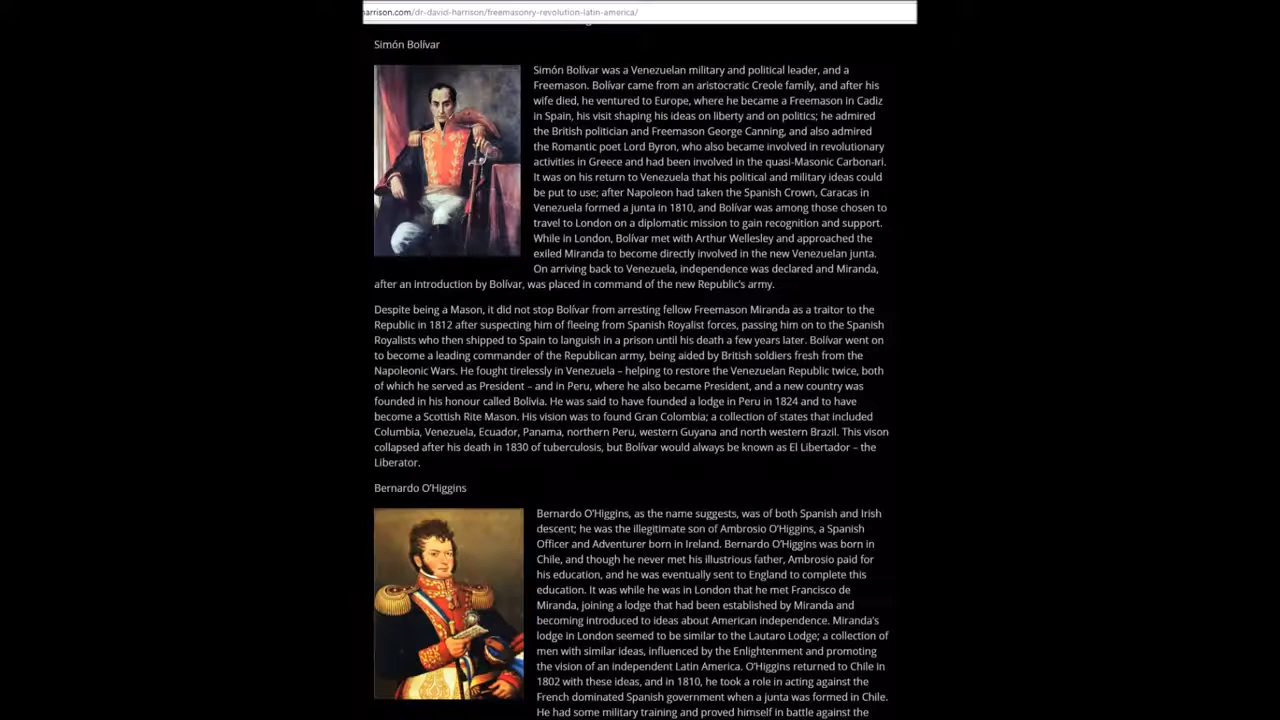 arrison.com/dr-david-harrison/freemasonry-revolution-latin-america/
Simón Bolívar
Simón Bolívar was a Venezuelan military and political leader, and a
Freemason. Bolívar came from an aristocratic Creole family, and after his
wife died, he ventured to Europe, where he became a Freemason in Cadiz
in Spain, his visit shaping his ideas on liberty and on politics; he admired
the British politician and Freemason George Canning, and also admired
the Romantic poet Lord Byron, who also became involved in revolutionary
activities in Greece and had been involved in the quasi-Masonic Carbonari.
It was on his return to Venezuela that his political and military ideas could
be put to use; after Napoleon had taken the Spanish Crown, Caracas in
Venezuela formed a junta in 1810, and Bolívar was among those chosen to
travel to London on a diplomatic mission to gain recognition and support.
While in London, Bolívar met with Arthur Wellesley and approached the
exiled Miranda to become directly involved in the new Venezuelan junta.
On arriving back to Venezuela, independence was declared and Miranda,
after an introduction by Bolívar, was placed in command of the new Republic's army.
Despite being a Mason, it did not stop Bolívar from arresting fellow Freemason Miranda as a traitor to the
Republic in 1812 after suspecting him of fleeing from Spanish Royalist forces, passing him on to the Spanish
Royalists who then shipped to Spain to languish in a prison until his death a few years later. Bolívar went on
to become a leading commander of the Republican army, being aided by British soldiers fresh from the
Napoleonic Wars. He fought tirelessly in Venezuela – helping to restore the Venezuelan Republic twice, both
of which he served as President – and in Peru, where he also became President, and a new country was
founded in his honour called Bolivia. He was said to have founded a lodge in Peru in 1824 and to have
become a Scottish Rite Mason. His vision was to found Gran Colombia; a collection of states that included
Columbia, Venezuela, Ecuador, Panama, northern Peru, western Guyana and north western Brazil. This vison
collapsed after his death in 1830 of tuberculosis, but Bolívar would always be known as El Libertador – the
Liberator.
Bernardo O'Higgins
Bernardo O'Higgins, as the name suggests, was of both Spanish and Irish
descent; he was the illegitimate son of Ambrosio O'Higgins, a Spanish
Officer and Adventurer born in Ireland. Bernardo O'Higgins was born in
Chile, and though he never met his illustrious father, Ambrosio paid for
his education, and he was eventually sent to England to complete this
education. It was while he was in London that he met Francisco de
Miranda, joining a lodge that had been established by Miranda and
becoming introduced to ideas about American independence. Miranda's
lodge in London seemed to be similar to the Lautaro Lodge; a collection of
men with similar ideas, influenced by the Enlightenment and promoting
the vision of an independent Latin America. O'Higgins returned to Chile in
1802 with these ideas, and in 1810, he took a role in acting against the
French dominated Spanish government when a junta was formed in Chile.
He had some military training and proved himself in battle against the